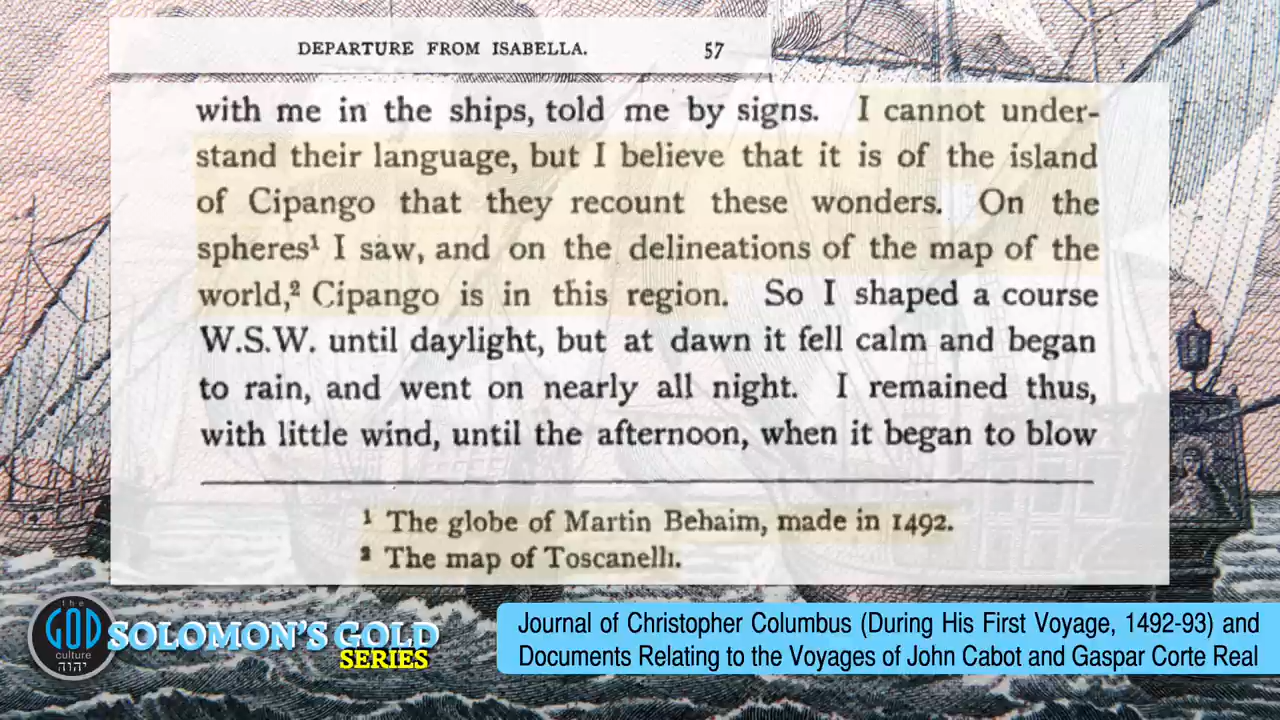 DEPARTURE FROM ISABELLA. 57
with me in the ships, told me by signs. I cannot under-
stand their language, but I believe that it is of the island
of Cipango that they recount these wonders. On the
spheres¹ I saw, and on the delineations of the map of the
world,² Cipango is in this region. So I shaped a course
W.S.W. until daylight, but at dawn it fell calm and began
to rain, and went on nearly all night. I remained thus,
with little wind, until the afternoon, when it began to blow
¹ The globe of Martin Behaim, made in 1492.
² The map of Toscanelli.
the
GOD
culture
יהוה
SOLOMON'S GOLD
SERIES
Journal of Christopher Columbus (During His First Voyage, 1492-93) and
Documents Relating to the Voyages of John Cabot and Gaspar Corte Real